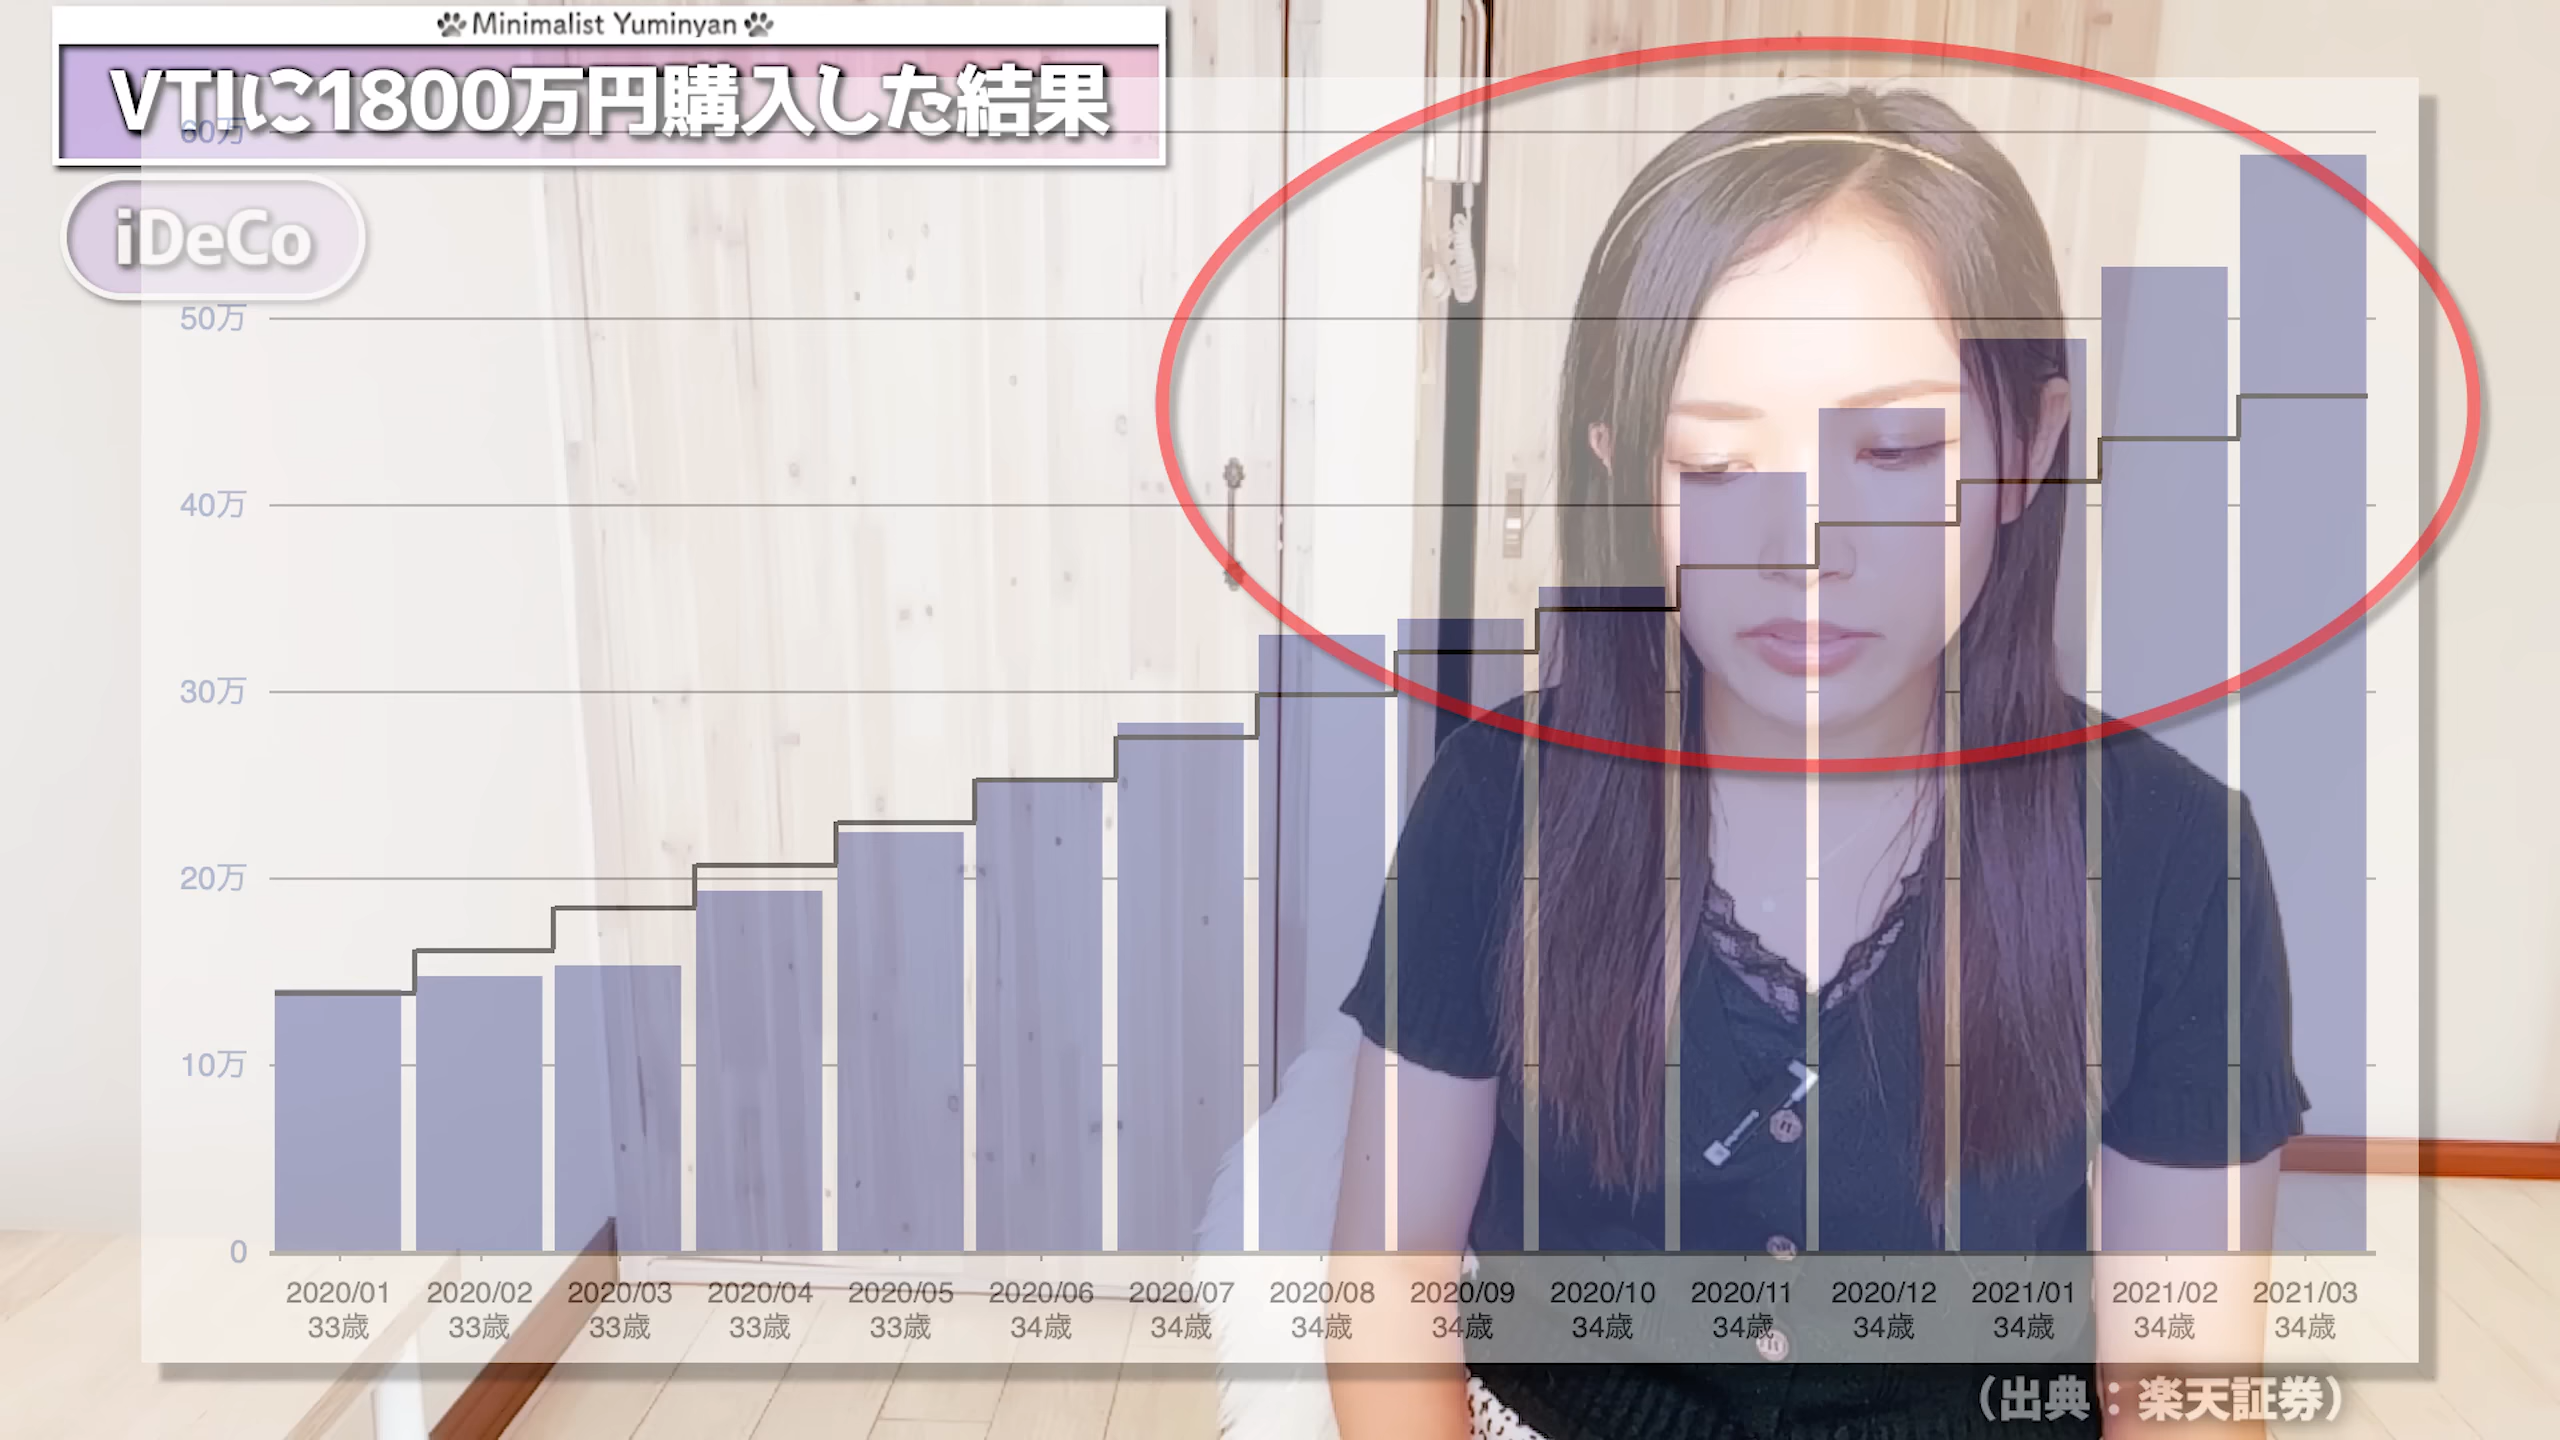 Minimalist Yuminyan
VTIに1800万円購入した結果
iDeCo
60万
50万
40万
30万
20万
10万
0
2020/01 2020/02 2020/03 2020/04 2020/05 2020/06 2020/07 2020/08 2020/09 2020/10 2020/11 2020/12 2021/01 2021/02 2021/03
33歳 33歳 33歳 33歳 33歳 34歳 34歳 34歳 34歳 34歳 34歳 34歳 34歳 34歳 34歳
（出典：楽天証券）